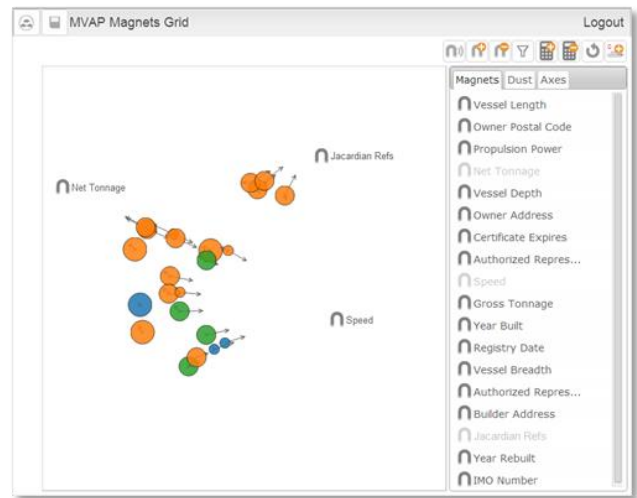 MVAP Magnets Grid
Logout
Magnets Dust Axes
Vessel Length
Owner Postal Code
Propulsion Power
Net Tonnage
Vessel Depth
Owner Address
Certificate Expires
Authorized Repres...
Speed
Gross Tonnage
Year Built
Registry Date
Vessel Breadth
Authorized Repres...
Builder Address
Jacardian Refs
Year Rebuilt
IMO Number
Jacardian Refs
Net Tonnage
Speed